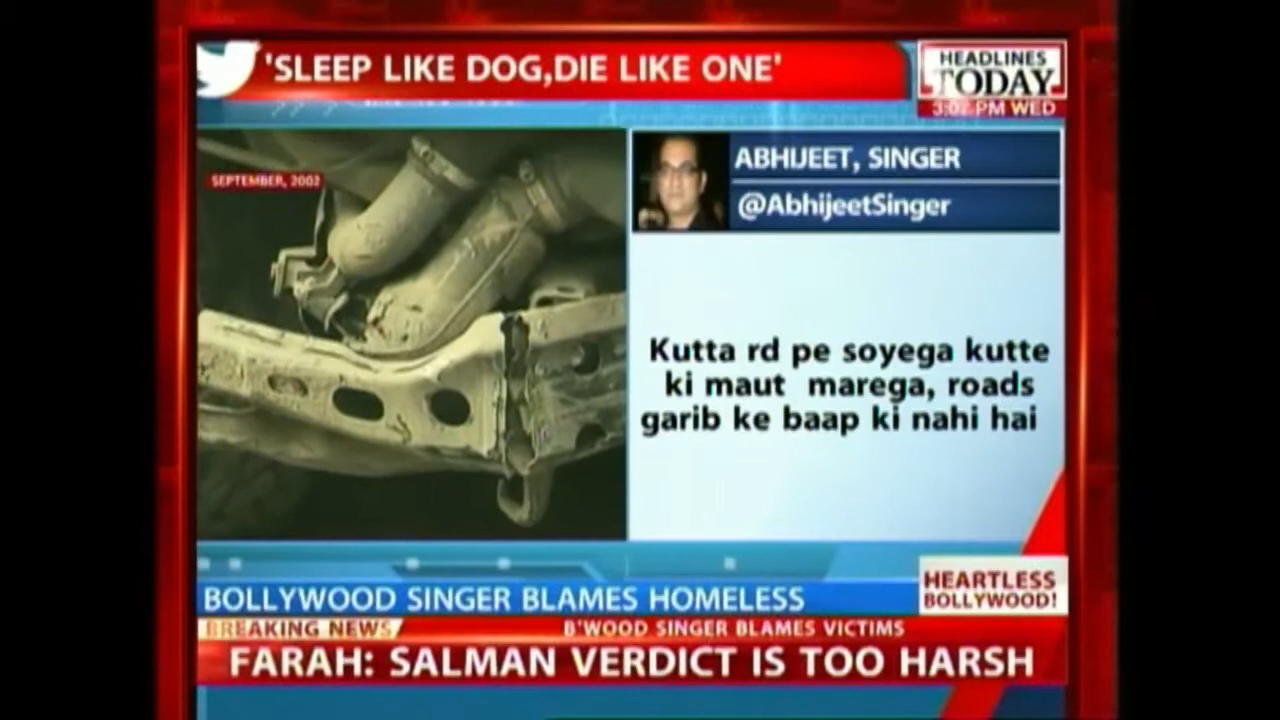 'SLEEP LIKE DOG,DIE LIKE ONE'
HEADLINES
TODAY
PM WED
SEPTEMBER, 2002
ABHIJEET, SINGER
@AbhijeetSinger
Kutta rd pe soyega kutte
ki maut marega, roads
garib ke baap ki nahi hai
BOLLYWOOD SINGER BLAMES HOMELESS
HEARTLESS
BOLLYWOOD!
BREAKING NEWS
B'WOOD SINGER BLAMES VICTIMS
FARAH: SALMAN VERDICT IS TOO HARSH